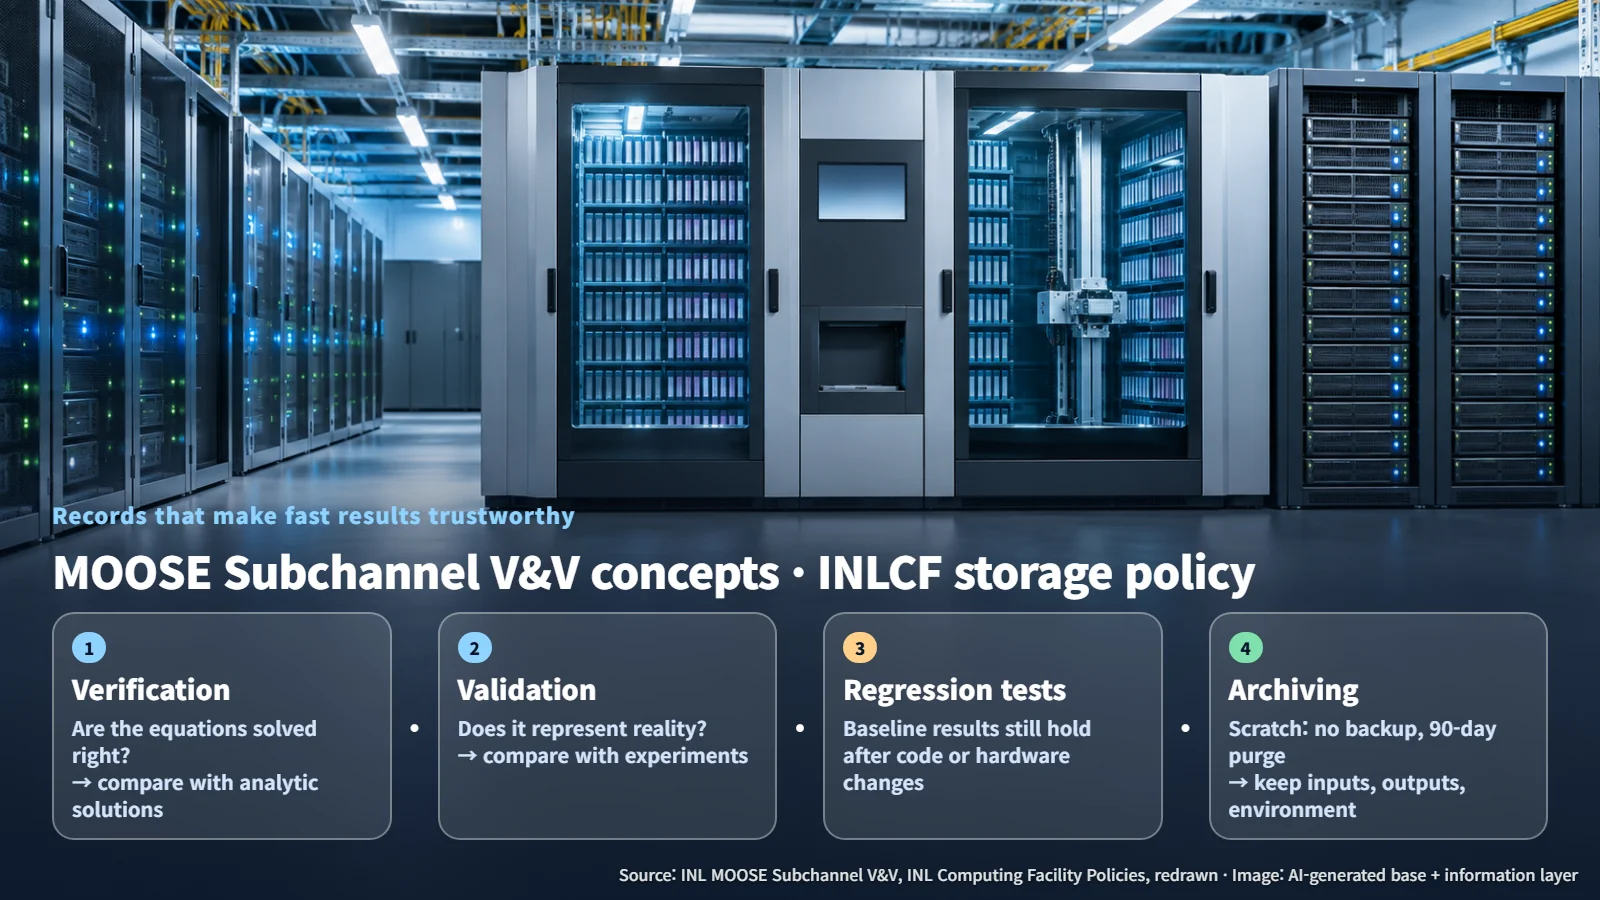 Records that make fast results trustworthy
MOOSE Subchannel V&V concepts · INLCF storage policy
1
Verification
Are the equations solved
right?
→ compare with analytic
solutions
•
2
Validation
Does it represent reality?
→ compare with experiments
•
3
Regression tests
Baseline results still hold
after code or hardware
changes
•
4
Archiving
Scratch: no backup, 90-day
purge
→ keep inputs, outputs,
environment
Source: INL MOOSE Subchannel V&V, INL Computing Facility Policies, redrawn · Image: AI-generated base + information layer